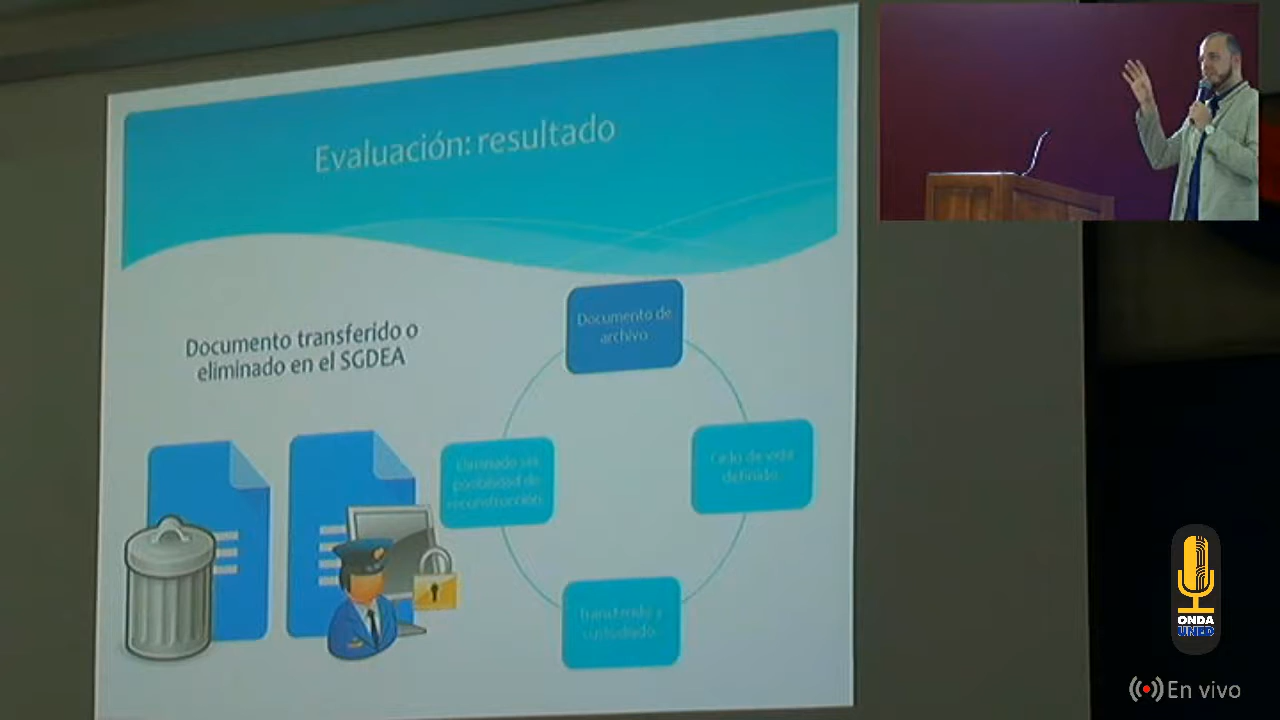 Evaluación: resultado
Documento transferido o
eliminado en el SGDEA
Documento de
archivo
Ciclo de vida
definido
Transferido y
custodiado
Eliminado sin
posibilidad de
reconstrucción
ONDA
UNED
En vivo